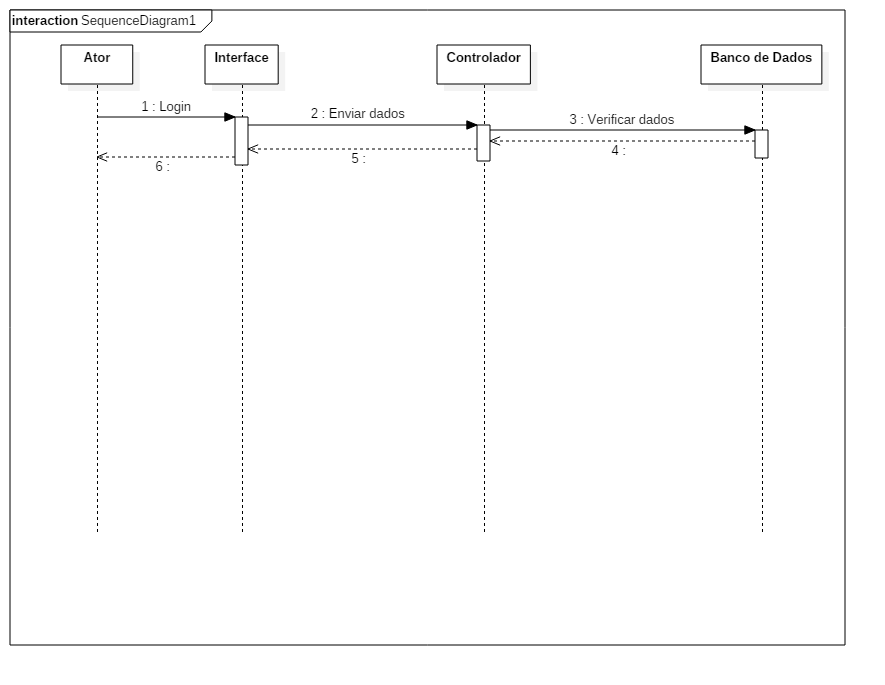 interaction SequenceDiagram1
Ator
Interface
Controlador
Banco de Dados
1 : Login
2 : Enviar dados
3 : Verificar dados
4 :
5 :
6 :